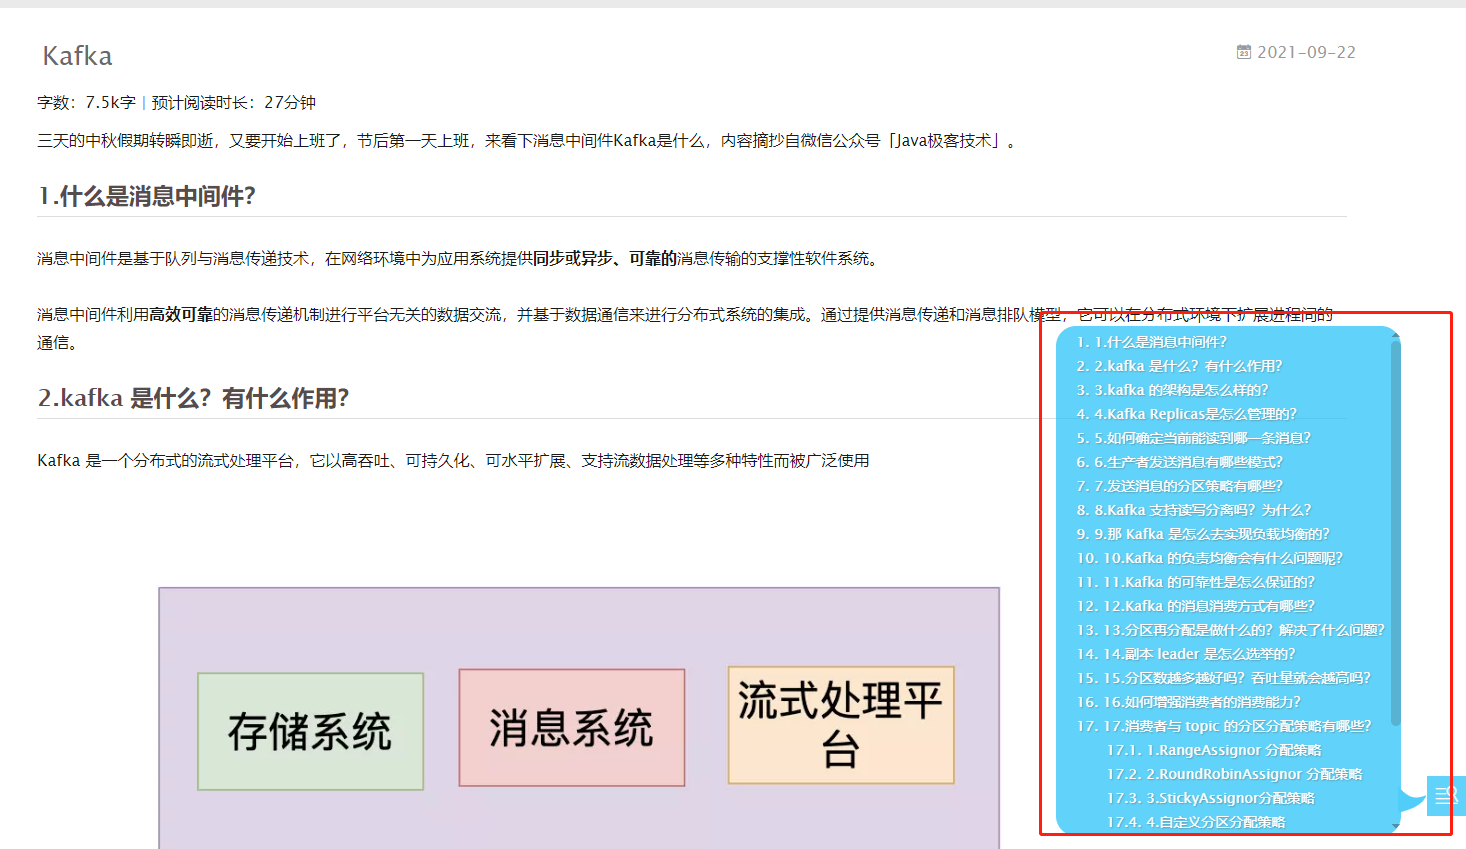 Kafka
23 2021-09-22
字数：7.5k字 | 预计阅读时长：27分钟
三天的中秋假期转瞬即逝，又要开始上班了，节后第一天上班，来看下消息中间件Kafka是什么，内容摘抄自微信公众号「Java极客技术」。
1.什么是消息中间件？
消息中间件是基于队列与消息传递技术，在网络环境中为应用系统提供同步或异步、可靠的消息传输的支撑性软件系统。
消息中间件利用高效可靠的消息传递机制进行平台无关的数据交流，并基于数据通信来进行分布式系统的集成。通过提供消息传递和消息排队模型，它可以在分布式环境下扩展进程间的
通信。
2.kafka 是什么？有什么作用？
Kafka 是一个分布式的流式处理平台，它以高吞吐、可持久化、可水平扩展、支持流数据处理等多种特性而被广泛使用
存储系统
消息系统
流式处理平
台
1. 1.什么是消息中间件？
2. 2.kafka 是什么？有什么作用？
3. 3.kafka 的架构是怎么样的？
4. 4.Kafka Replicas是怎么管理的？
5. 5.如何确定当前能读到哪一条消息？
6. 6.生产者发送消息有哪些模式？
7. 7.发送消息的分区策略有哪些？
8. 8.Kafka 支持读写分离吗？为什么？
9. 9.那 Kafka 是怎么去实现负载均衡的？
10. 10.Kafka 的负责均衡会有什么问题呢？
11. 11.Kafka 的可靠性是怎么保证的？
12. 12.Kafka 的消息消费方式有哪些？
13. 13.分区再分配是做什么的？解决了什么问题？
14. 14.副本 leader 是怎么选举的？
15. 15.分区数越多越好吗？吞吐量就会越高吗？
16. 16.如何增强消费者的消费能力？
17. 17.消费者与 topic 的分区分配策略有哪些？
17.1. 1.RangeAssignor 分配策略
17.2. 2.RoundRobinAssignor 分配策略
17.3. 3.StickyAssignor分配策略
17.4. 4.自定义分区分配策略